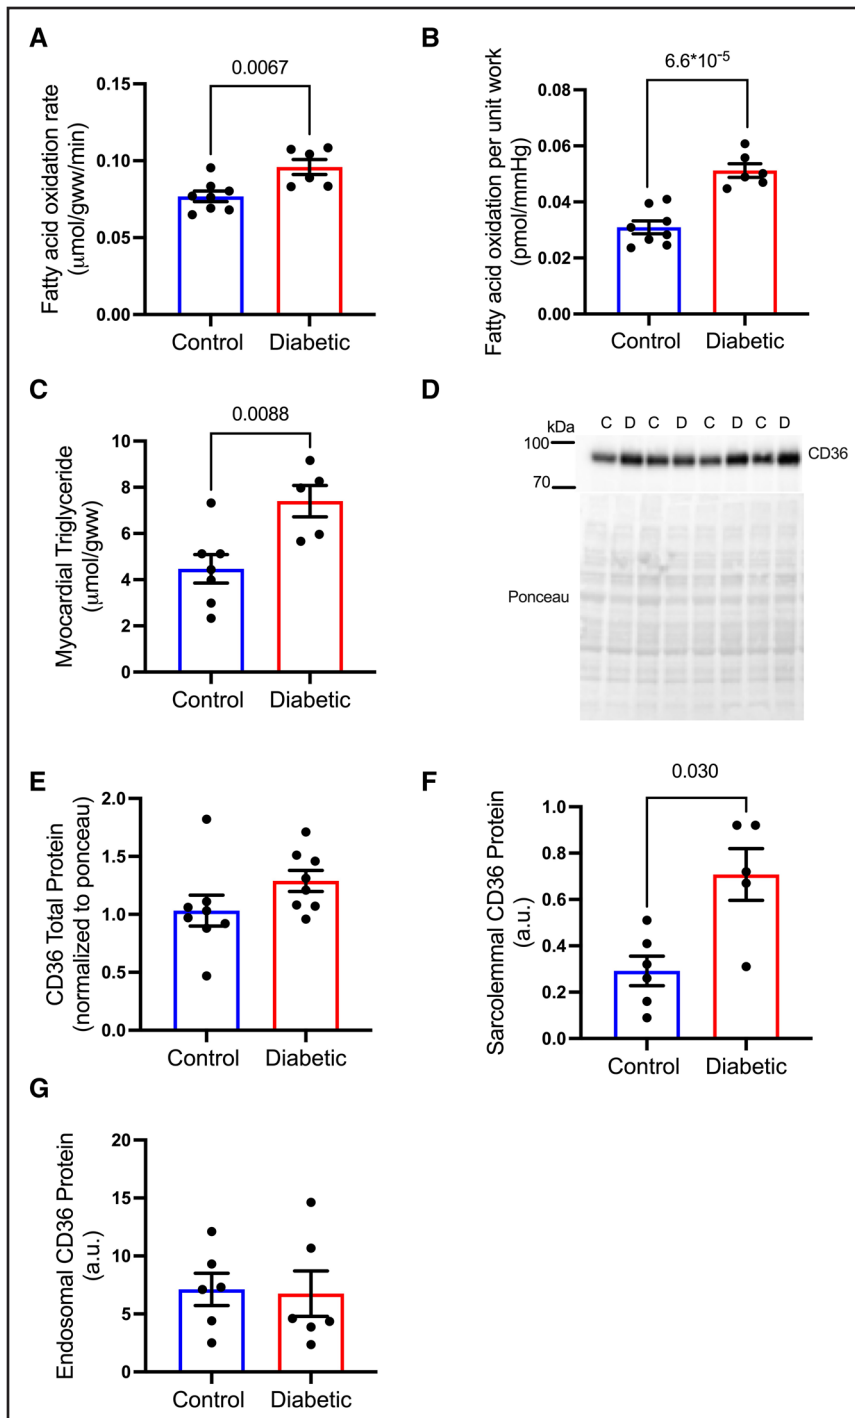 A
0.0067
Fatty acid oxidation rate
(μmol/gww/min)
0.15
0.10
0.05
0.00
Control
Diabetic
B
6.6*10-5
Fatty acid oxidation per unit work
(pmol/mmHg)
0.08
0.06
0.04
0.02
0.00
Control
Diabetic
C
0.0088
Myocardial Triglyceride
(μmol/gww)
10
8
6
4
2
0
Control
Diabetic
D
kDa
C D C D C D C D
100
70
CD36
Ponceau
E
CD36 Total Protein
(normalized to ponceau)
2.0
1.5
1.0
0.5
0.0
Control
Diabetic
F
0.030
Sarcolemmal CD36 Protein
(a.u.)
1.0
0.8
0.6
0.4
0.2
0.0
Control
Diabetic
G
Endosomal CD36 Protein
(a.u.)
20
15
10
5
0
Control
Diabetic